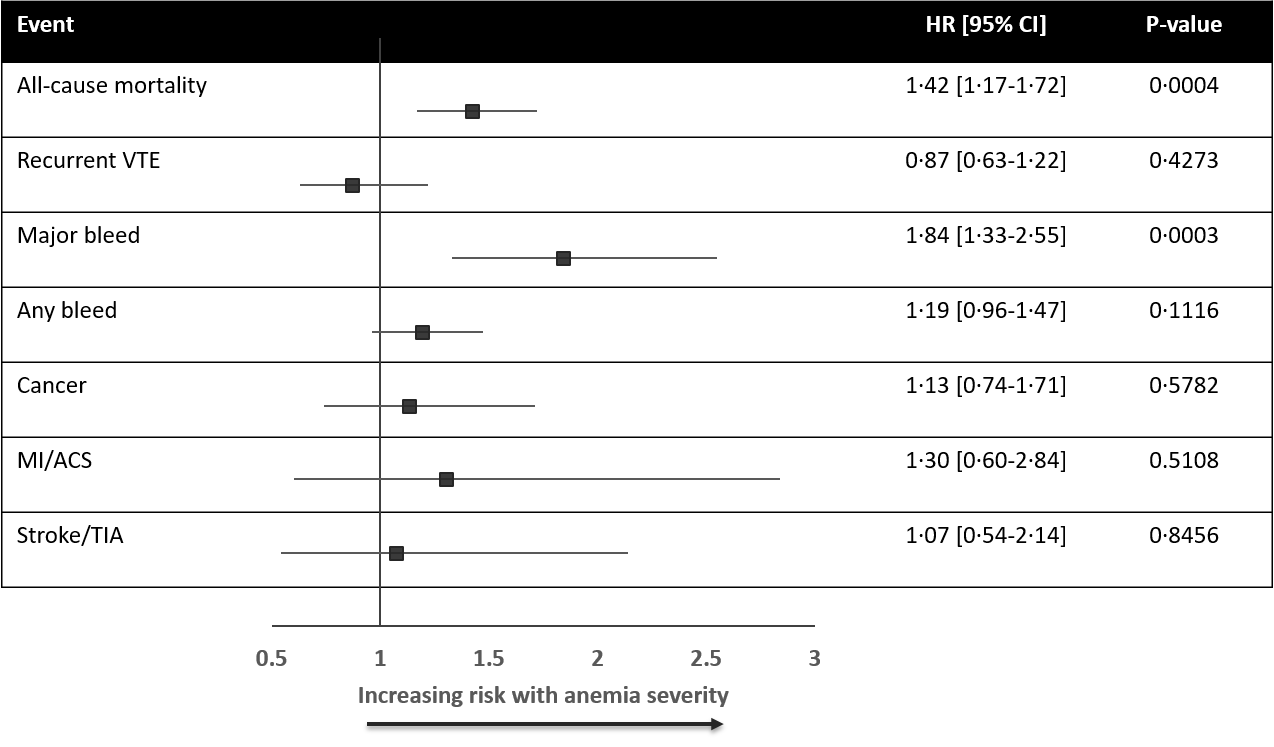 Event HR [95% CI] P-value
All-cause mortality 1·42 [1·17-1·72] 0·0004
Recurrent VTE 0·87 [0·63-1·22] 0·4273
Major bleed 1·84 [1·33-2·55] 0·0003
Any bleed 1·19 [0·96-1·47] 0·1116
Cancer 1·13 [0·74-1·71] 0·5782
MI/ACS 1·30 [0·60-2·84] 0.5108
Stroke/TIA 1·07 [0·54-2·14] 0·8456
0.5 1 1.5 2 2.5 3
Increasing risk with anemia severity